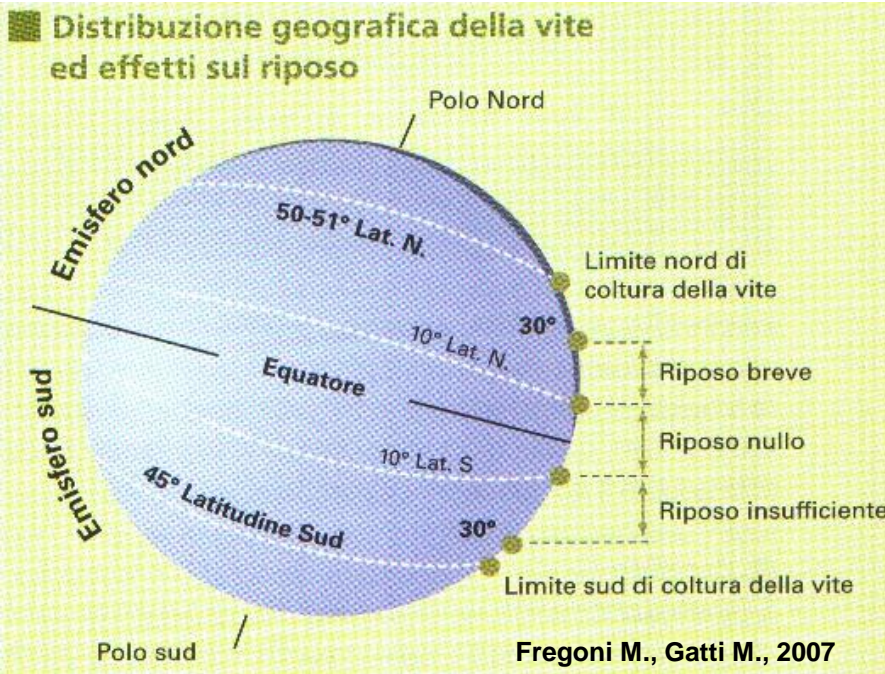 Distribuzione geografica della vite
ed effetti sul riposo
Polo Nord
Emisfero nord
50-51° Lat. N.
Limite nord di
coltura della vite
30°
10° Lat. N.
Riposo breve
Equatore
Riposo nullo
Emisfero sud
10° Lat. S
45° Latitudine Sud
Riposo insufficiente
30°
Limite sud di coltura della vite
Polo sud
Fregoni M., Gatti M., 2007